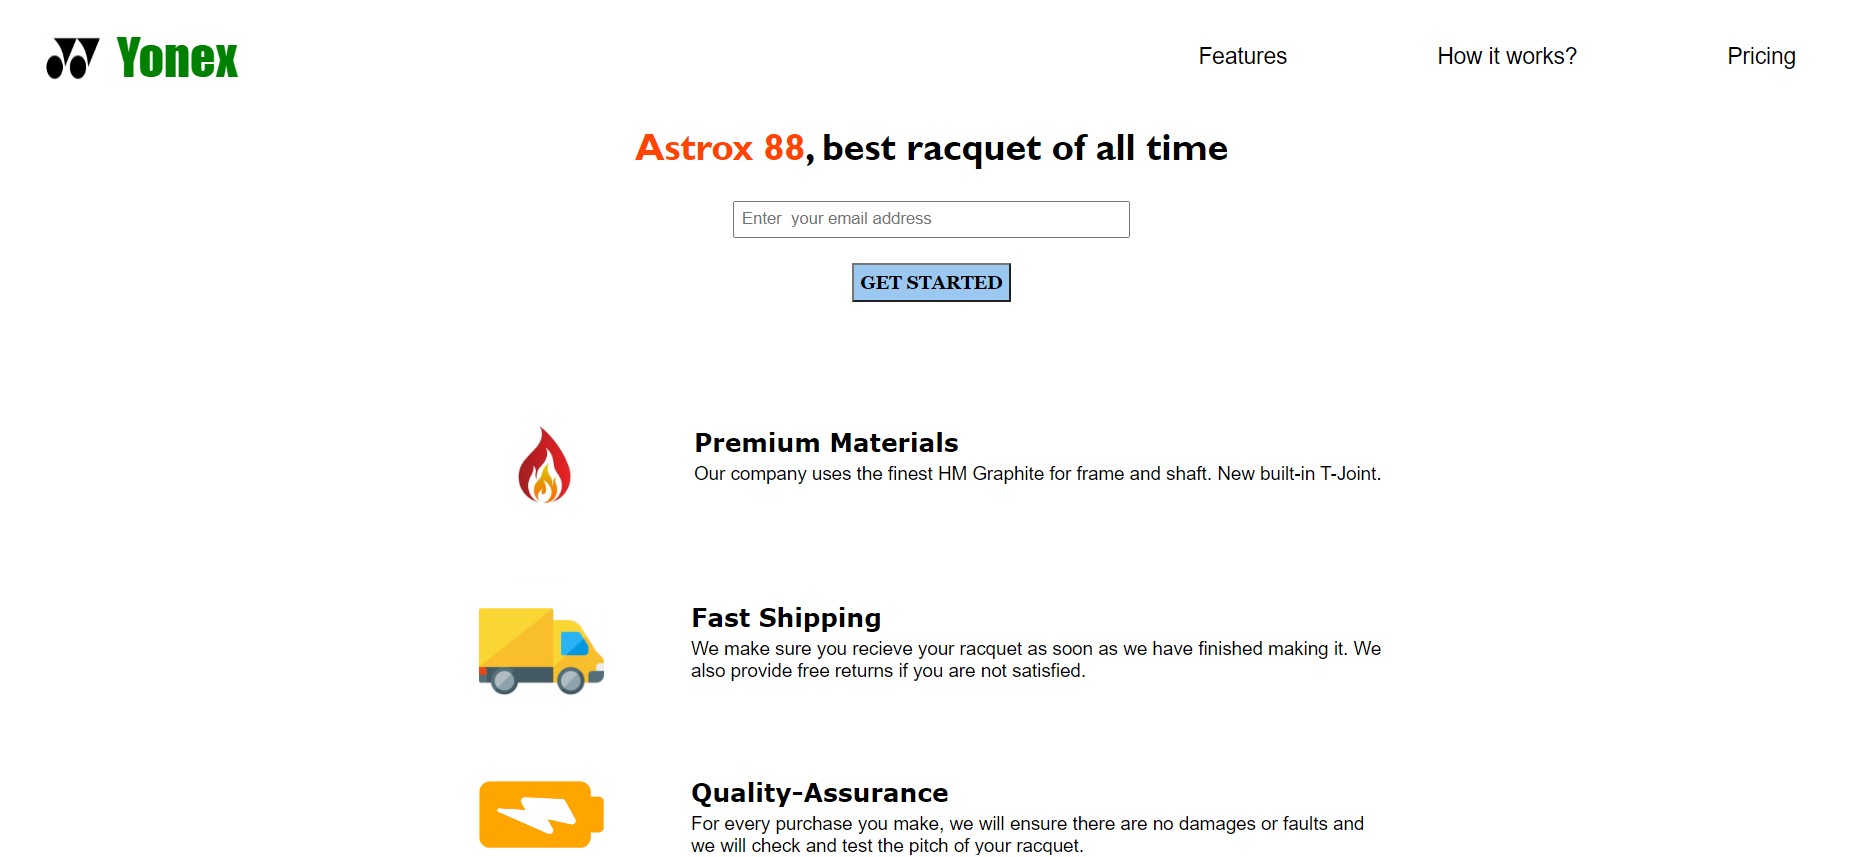 Yonex
Features
How it works?
Pricing
Astrox 88, best racquet of all time
Enter  your email address
GET STARTED
Premium Materials
Our company uses the finest HM Graphite for frame and shaft. New built-in T-Joint.
Fast Shipping
We make sure you recieve your racquet as soon as we have finished making it. We
also provide free returns if you are not satisfied.
Quality-Assurance
For every purchase you make, we will ensure there are no damages or faults and
we will check and test the pitch of your racquet.